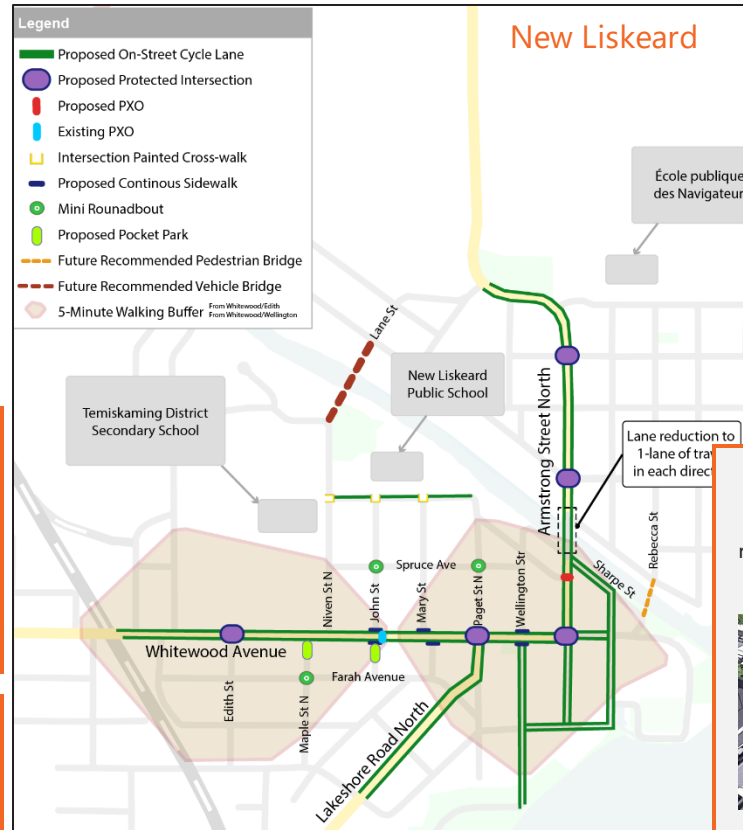 New Liskeard
Legend
Proposed On-Street Cycle Lane
Proposed Protected Intersection
Proposed PXO
Existing PXO
Intersection Painted Cross-walk
Proposed Continous Sidewalk
Mini Rounadbout
Proposed Pocket Park
Future Recommended Pedestrian Bridge
Future Recommended Vehicle Bridge
5-Minute Walking Buffer
From Whitewood/Edith
From Whitewood/Wellington
École publique
des Navigateur
Lane St
New Liskeard
Public School
Temiskaming District
Secondary School
Armstrong Street North
Lane reduction to
1-lane of trav
in each direct
Rebecca St
Sharpe St
Spruce Ave
Niven St N
John St
Mary St
Paget St N
Wellington Str
Whitewood Avenue
Farah Avenue
Edith St
Maple St N
Lakeshore Road North